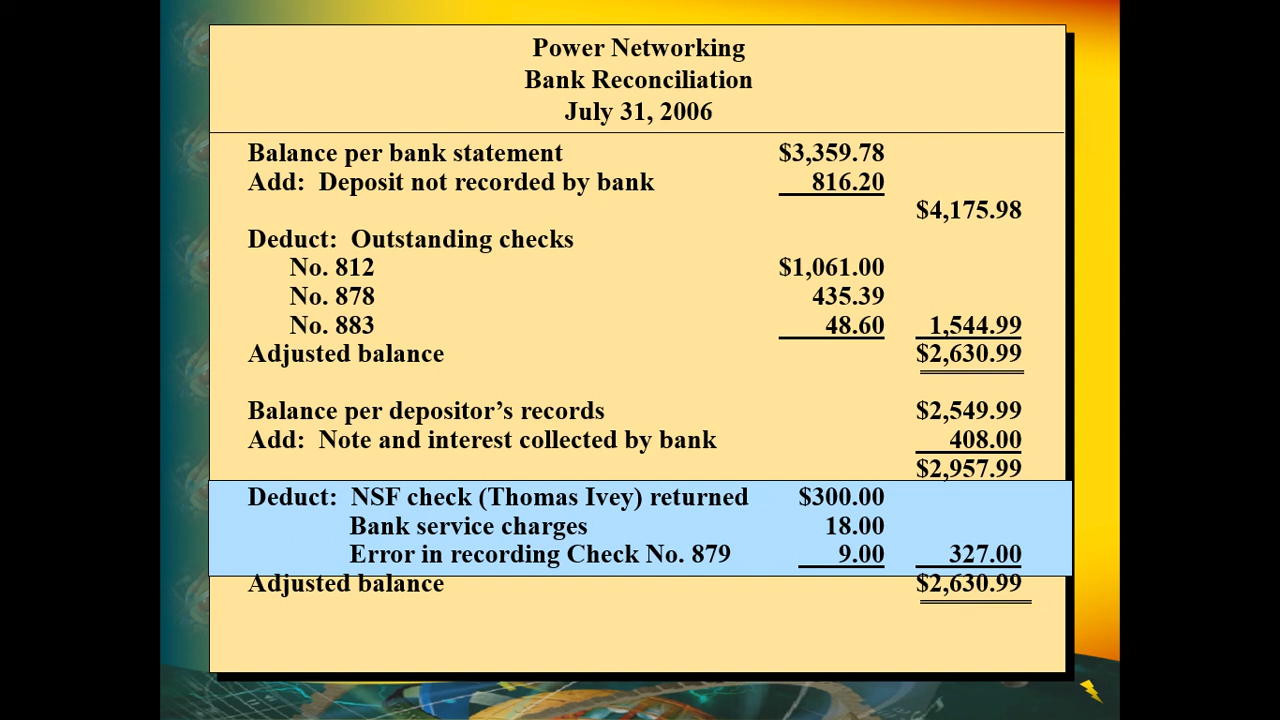 Power Networking
Bank Reconciliation
July 31, 2006
Balance per bank statement $3,359.78
Add: Deposit not recorded by bank 816.20
$4,175.98
Deduct: Outstanding checks
No. 812 $1,061.00
No. 878 435.39
No. 883 48.60 1,544.99
Adjusted balance $2,630.99
Balance per depositor’s records $2,549.99
Add: Note and interest collected by bank 408.00
$2,957.99
Deduct: NSF check (Thomas Ivey) returned $300.00
Bank service charges 18.00
Error in recording Check No. 879 9.00 327.00
Adjusted balance $2,630.99